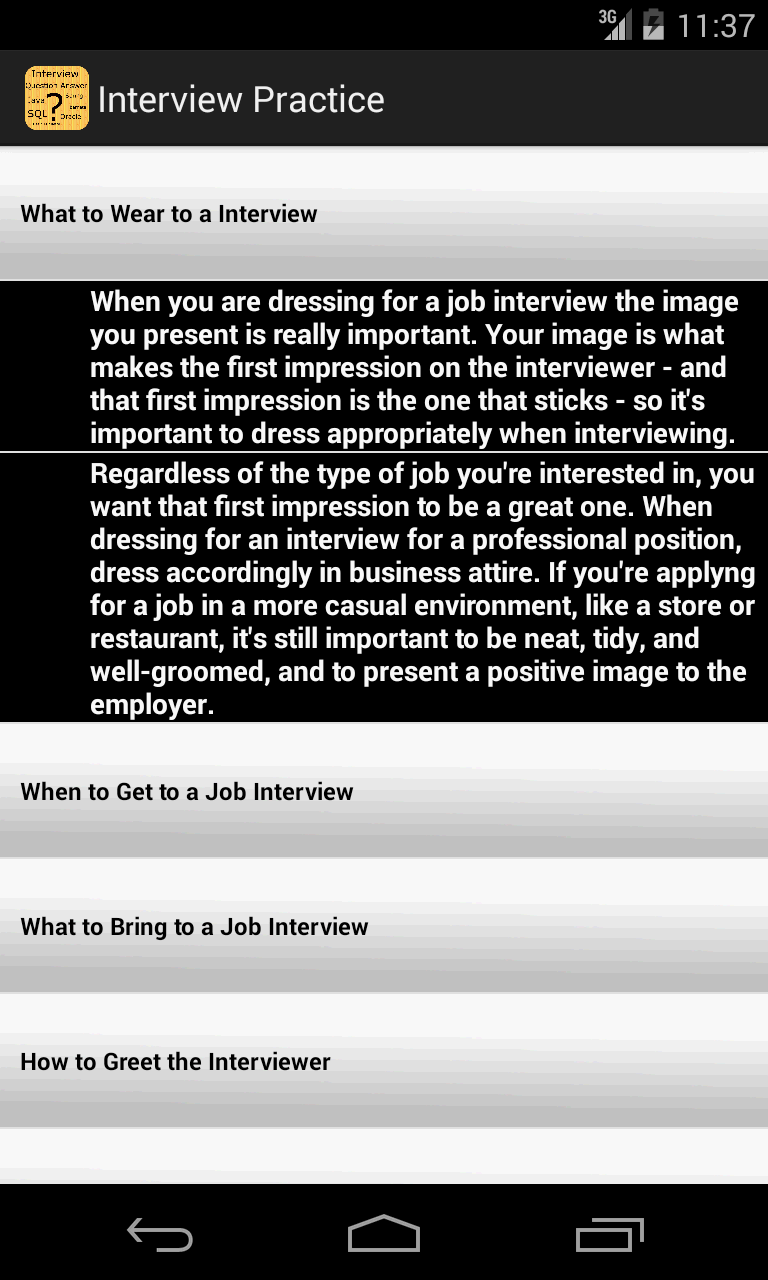 3G 11:37
Interview
Question Answer
Java ?
SQL Oracle
Interview Practice
What to Wear to a Interview
When you are dressing for a job interview the image
you present is really important. Your image is what
makes the first impression on the interviewer - and
that first impression is the one that sticks - so it's
important to dress appropriately when interviewing.
Regardless of the type of job you're interested in, you
want that first impression to be a great one. When
dressing for an interview for a professional position,
dress accordingly in business attire. If you're applyng
for a job in a more casual environment, like a store or
restaurant, it's still important to be neat, tidy, and
well-groomed, and to present a positive image to the
employer.
When to Get to a Job Interview
What to Bring to a Job Interview
How to Greet the Interviewer